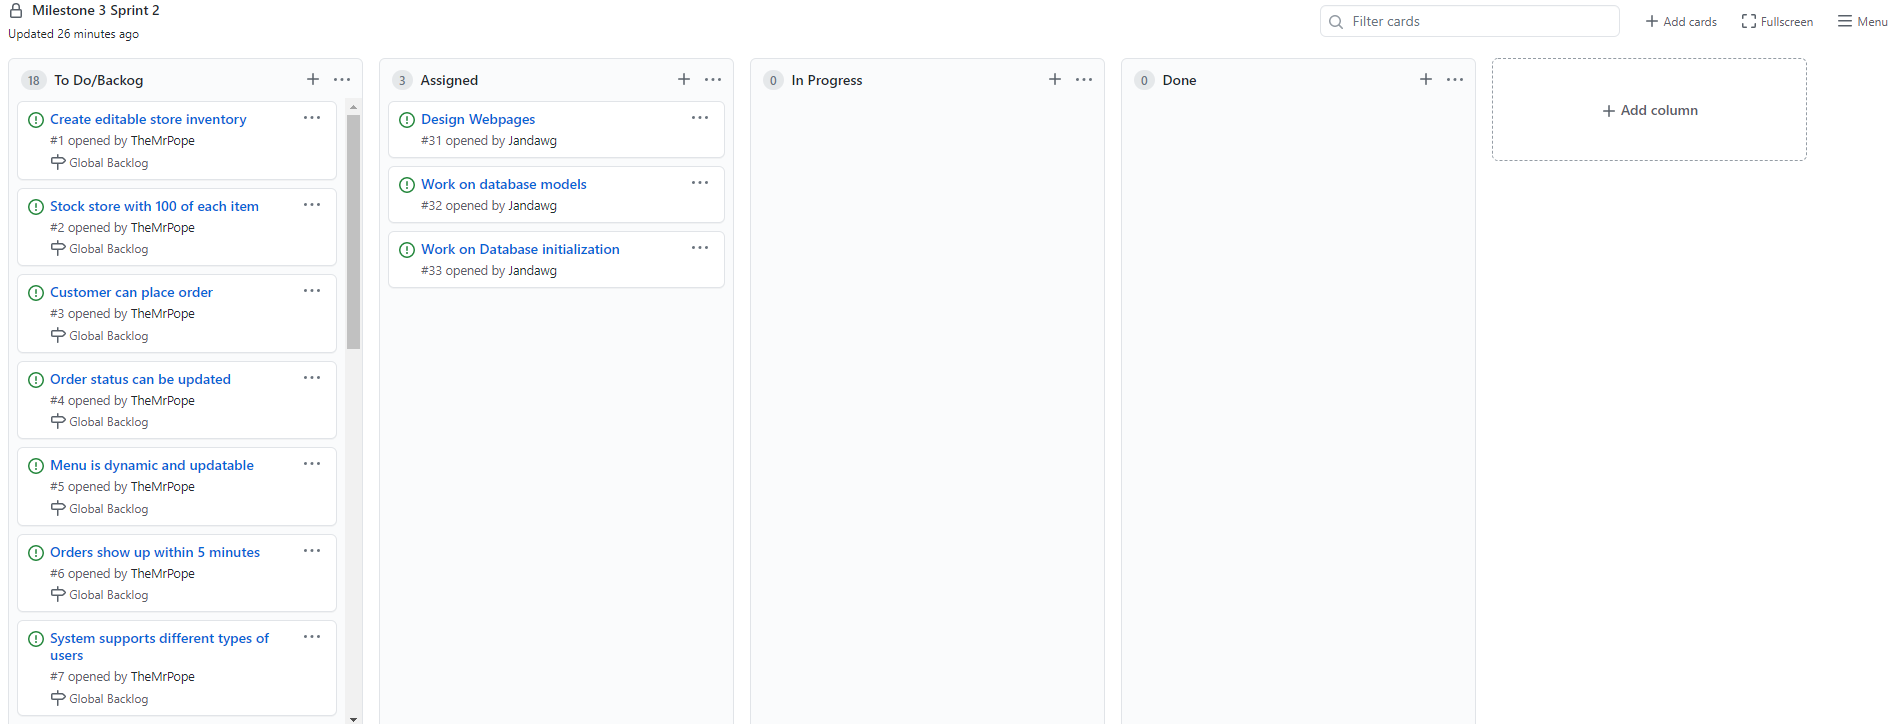 Milestone 3 Sprint 2
Updated 26 minutes ago
Filter cards
Add cards
Fullscreen
Menu
18 To Do/Backog
Create editable store inventory
#1 opened by TheMrPope
Global Backlog
Stock store with 100 of each item
#2 opened by TheMrPope
Global Backlog
Customer can place order
#3 opened by TheMrPope
Global Backlog
Order status can be updated
#4 opened by TheMrPope
Global Backlog
Menu is dynamic and updatable
#5 opened by TheMrPope
Global Backlog
Orders show up within 5 minutes
#6 opened by TheMrPope
Global Backlog
System supports different types of
users
#7 opened by TheMrPope
Global Backlog
3 Assigned
Design Webpages
#31 opened by Jandawg
Work on database models
#32 opened by Jandawg
Work on Database initialization
#33 opened by Jandawg
0 In Progress
0 Done
Add column